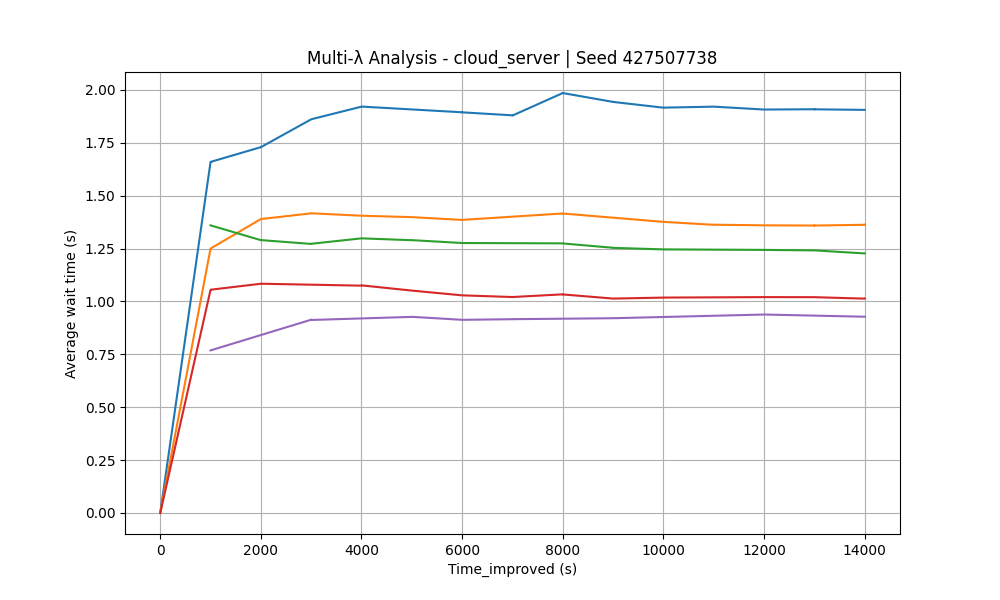 Multi-λ Analysis - cloud_server | Seed 427507738
2.00
1.75
1.50
1.25
1.00
0.75
0.50
0.25
0.00
Average wait time (s)
0 2000 4000 6000 8000 10000 12000 14000
Time_improved (s)